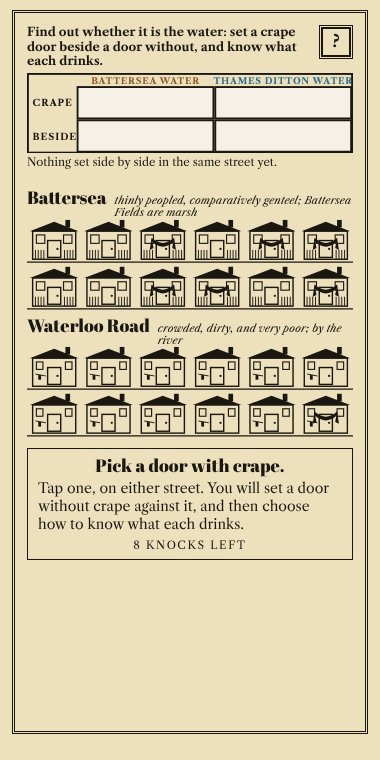 Find out whether it is the water: set a crape
door beside a door without, and know what
each drinks.
?
BATTERSEA WATER THAMES DITTON WATER
CRAPE
BESIDE
Nothing set side by side in the same street yet.
Battersea thinly peopled, comparatively genteel; Battersea
Fields are marsh
Waterloo Road crowded, dirty, and very poor; by the
river
Pick a door with crape.
Tap one, on either street. You will set a door
without crape against it, and then choose
how to know what each drinks.
8 KNOCKS LEFT